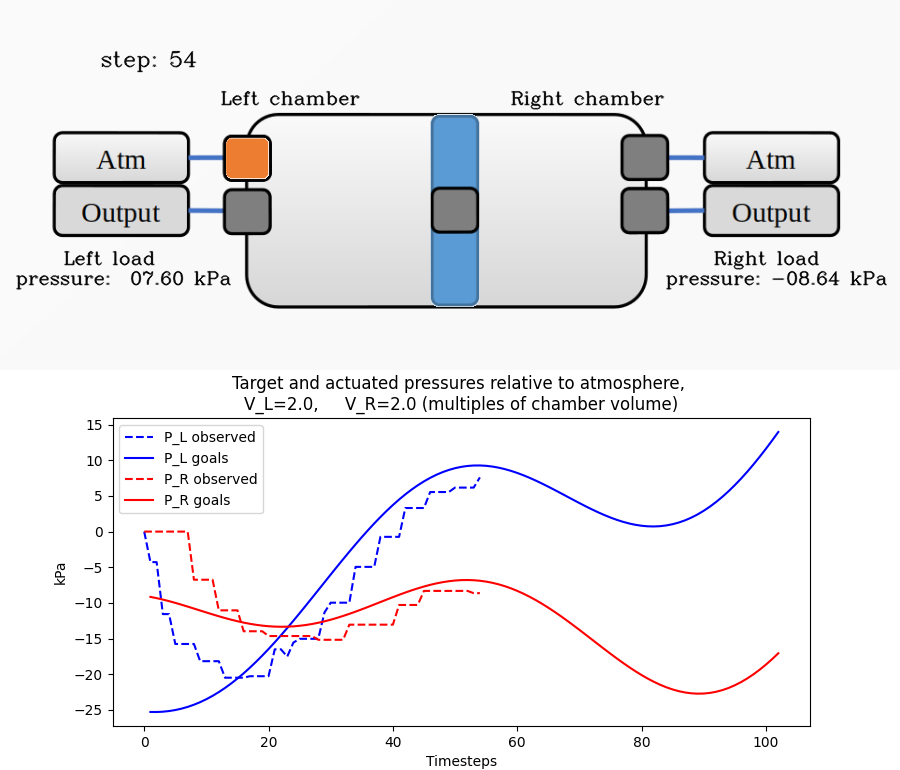 step: 54
Left chamber
Right chamber
Atm
Output
Atm
Output
Left load
pressure:  07.60 kPa
Right load
pressure: −08.64 kPa
Target and actuated pressures relative to atmosphere,
V_L=2.0,     V_R=2.0 (multiples of chamber volume)
P_L observed
P_L goals
P_R observed
P_R goals
15
10
5
0
−5
−10
−15
−20
−25
kPa
0
20
40
60
80
100
Timesteps